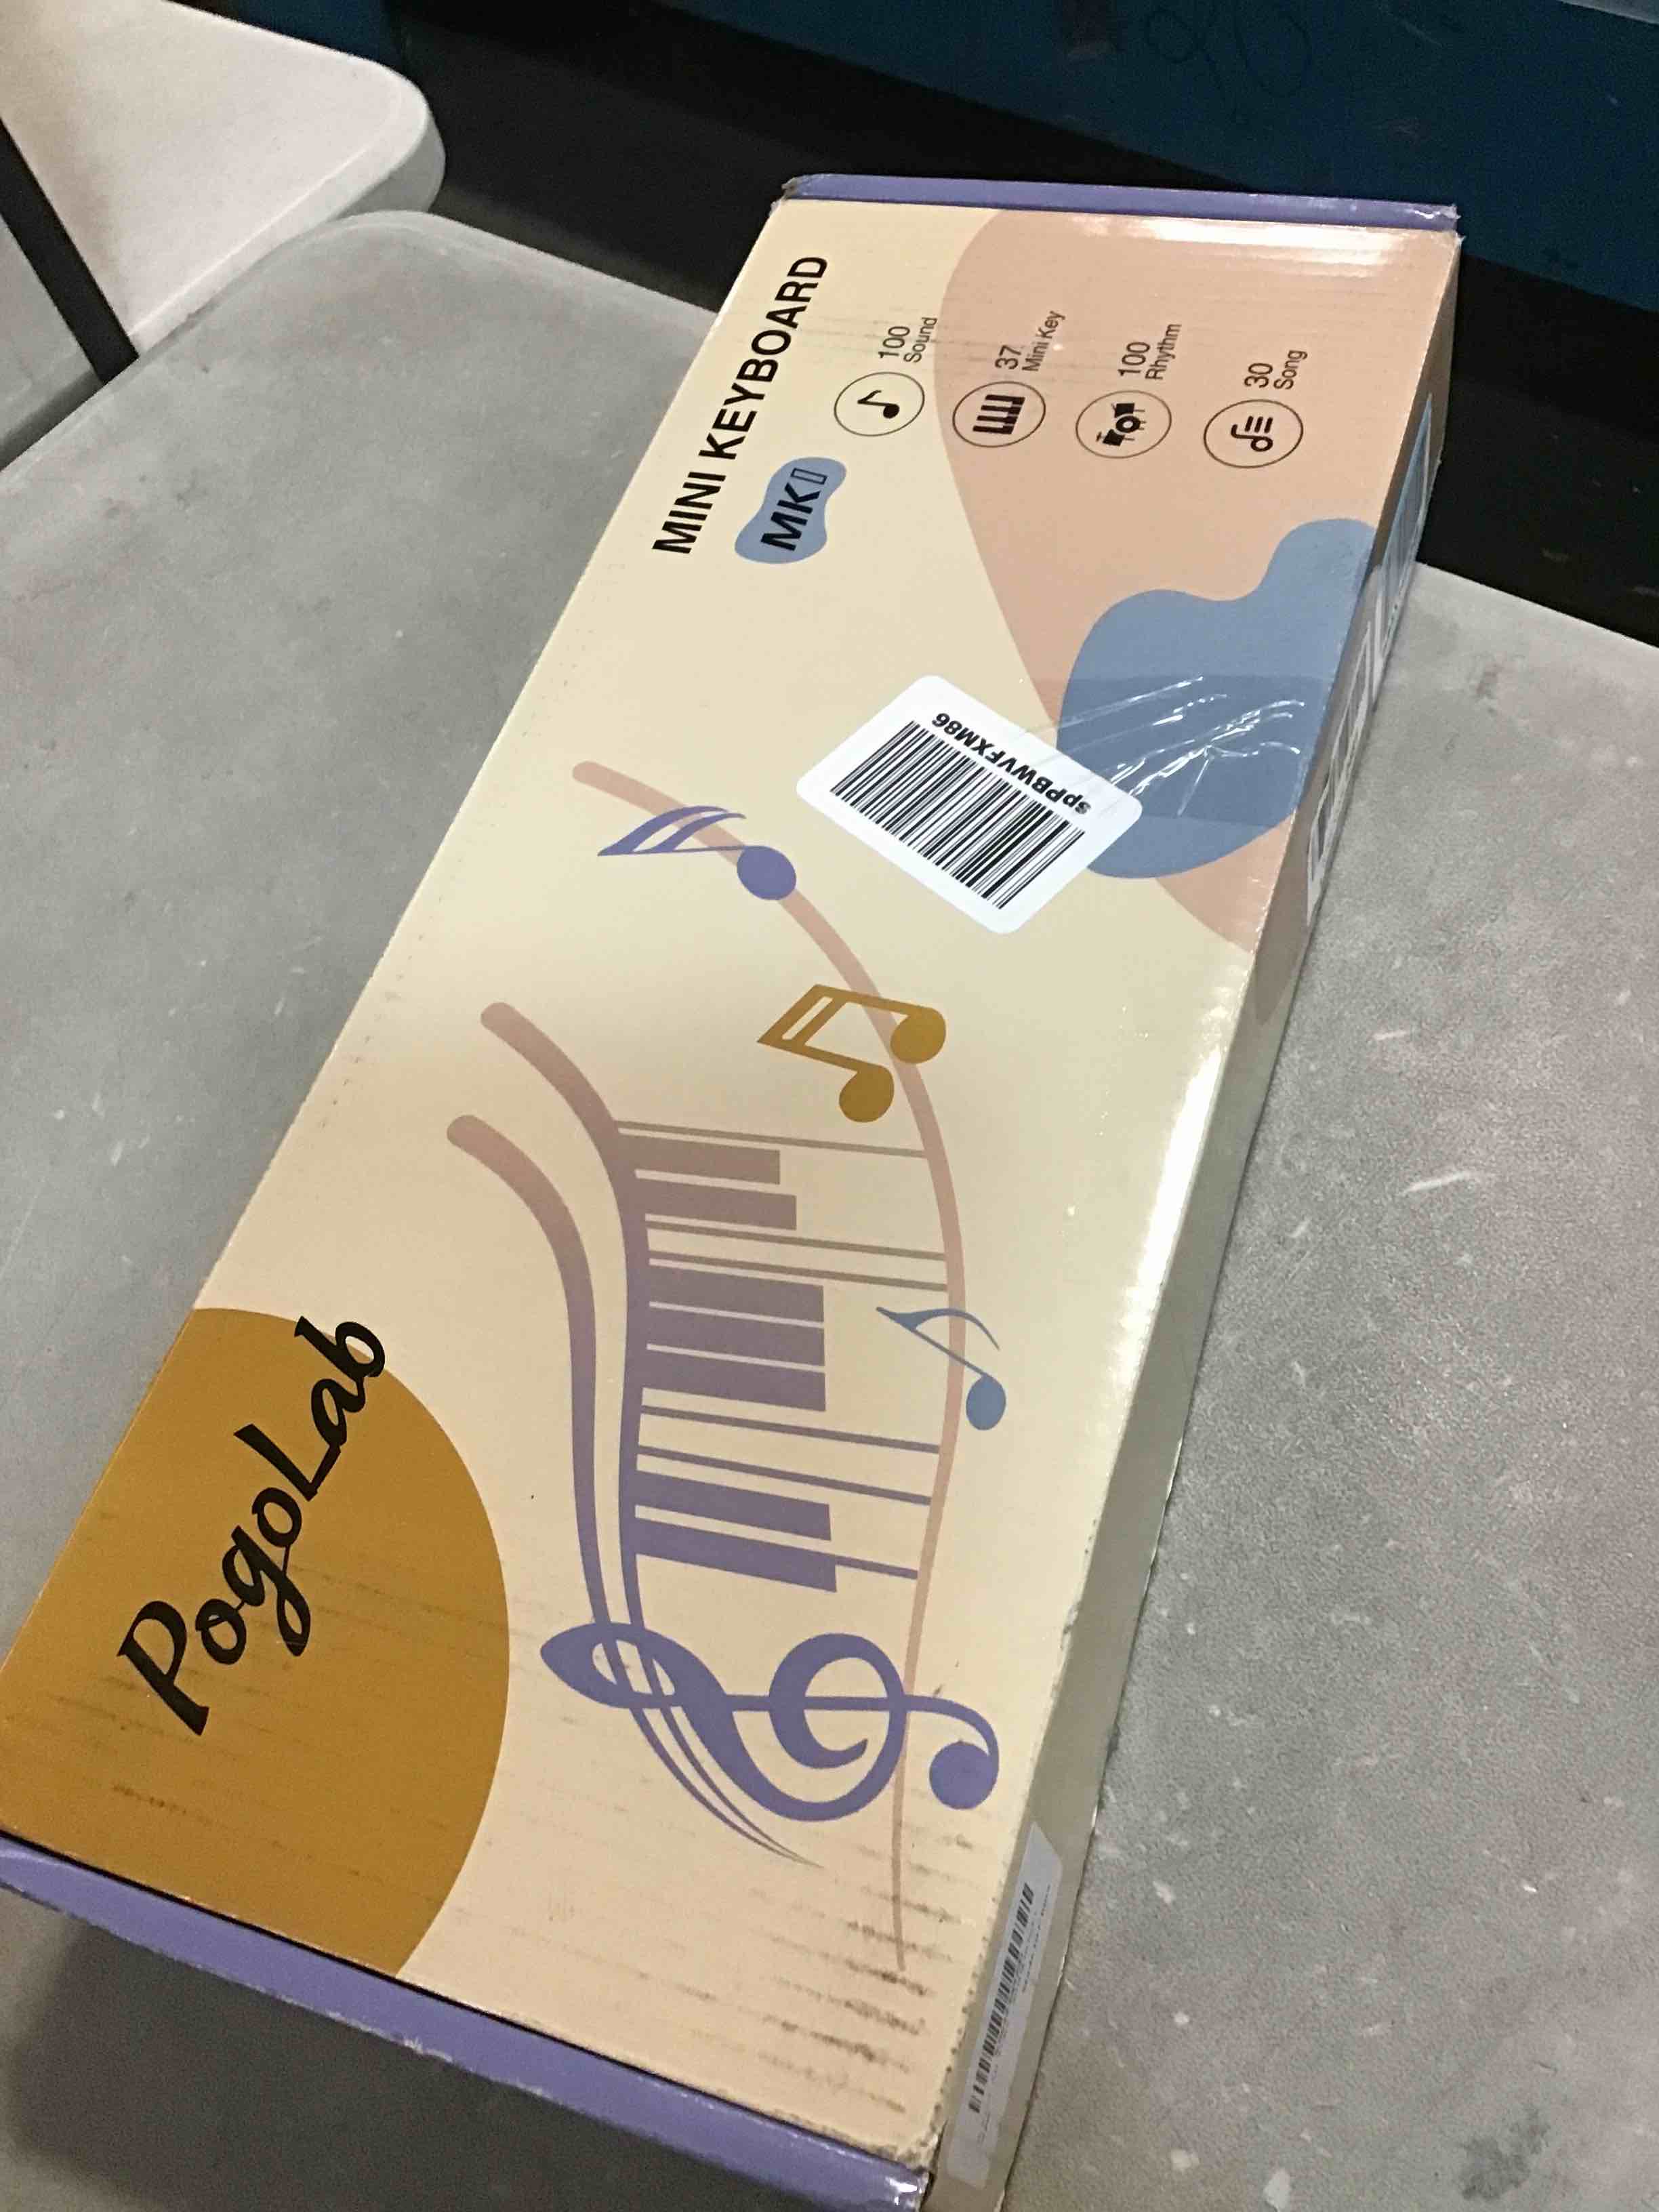 PogoLab
MINI KEYBOARD
MK▯
100
Sound
37
Mini Key
100
Rhythm
30
Song
spPBWVFXM86